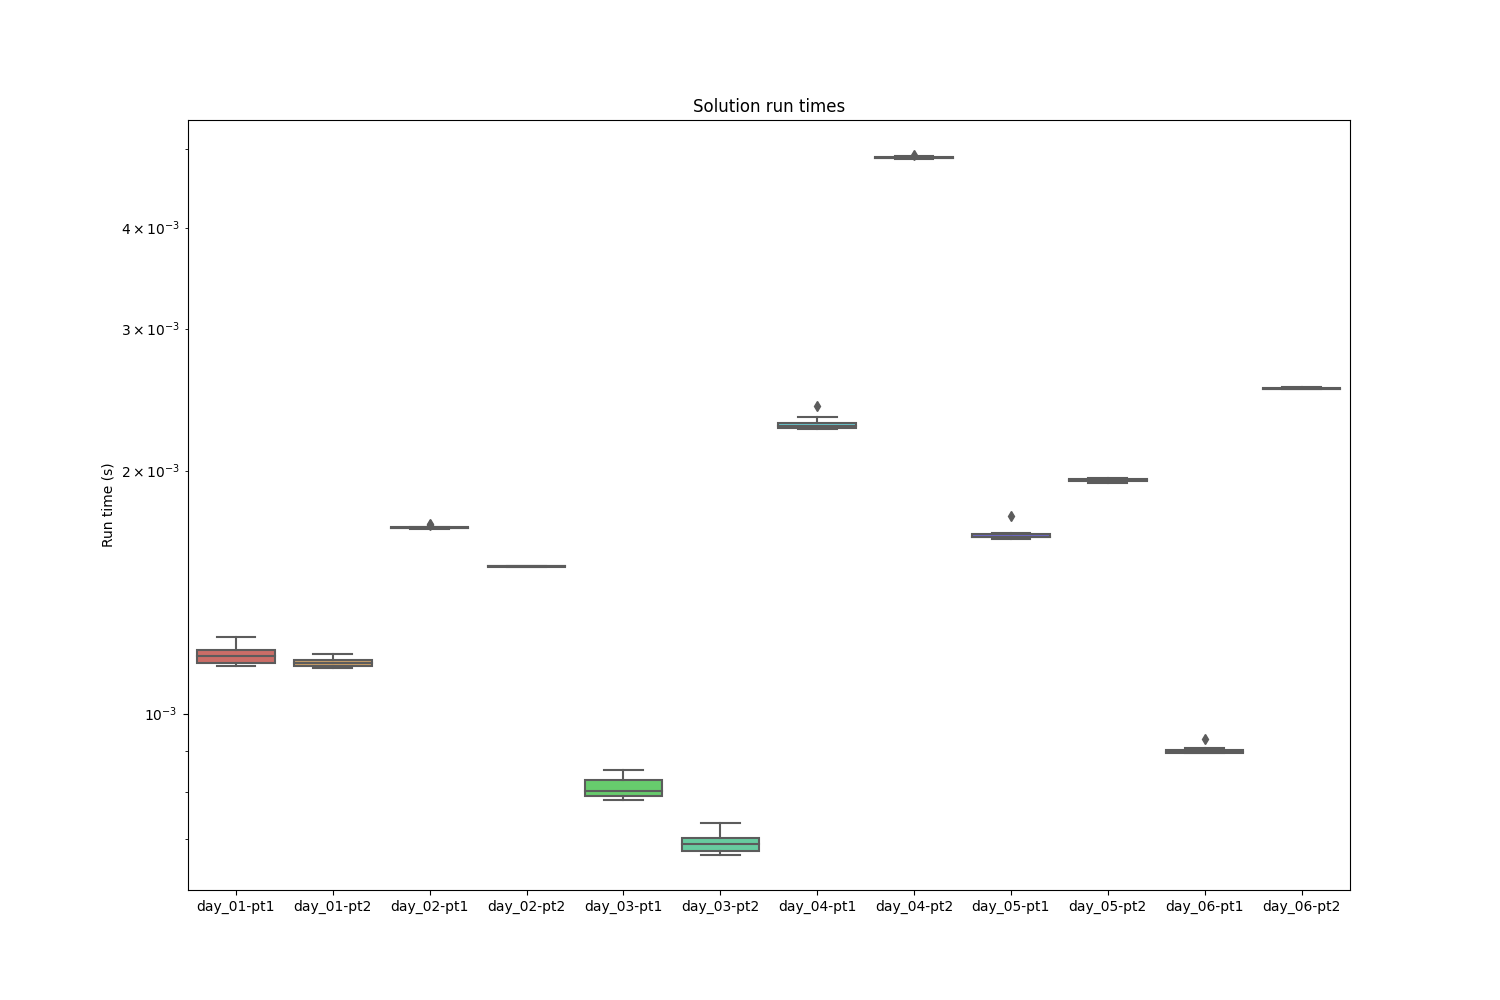 Solution run times
Run time (s)
4 × 10⁻³
3 × 10⁻³
2 × 10⁻³
10⁻³
day_01-pt1 day_01-pt2 day_02-pt1 day_02-pt2 day_03-pt1 day_03-pt2 day_04-pt1 day_04-pt2 day_05-pt1 day_05-pt2 day_06-pt1 day_06-pt2